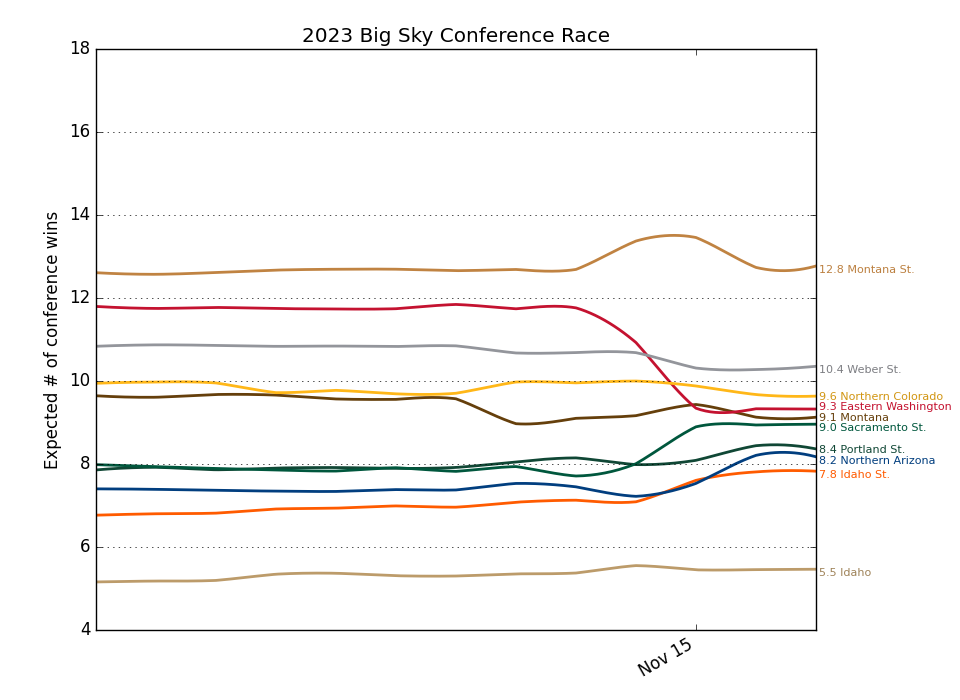 2023 Big Sky Conference Race
Expected # of conference wins
18
16
14
12
10
8
6
4
Nov 15
12.8 Montana St.
10.4 Weber St.
9.6 Northern Colorado
9.3 Eastern Washington
9.1 Montana
9.0 Sacramento St.
8.4 Portland St.
8.2 Northern Arizona
7.8 Idaho St.
5.5 Idaho